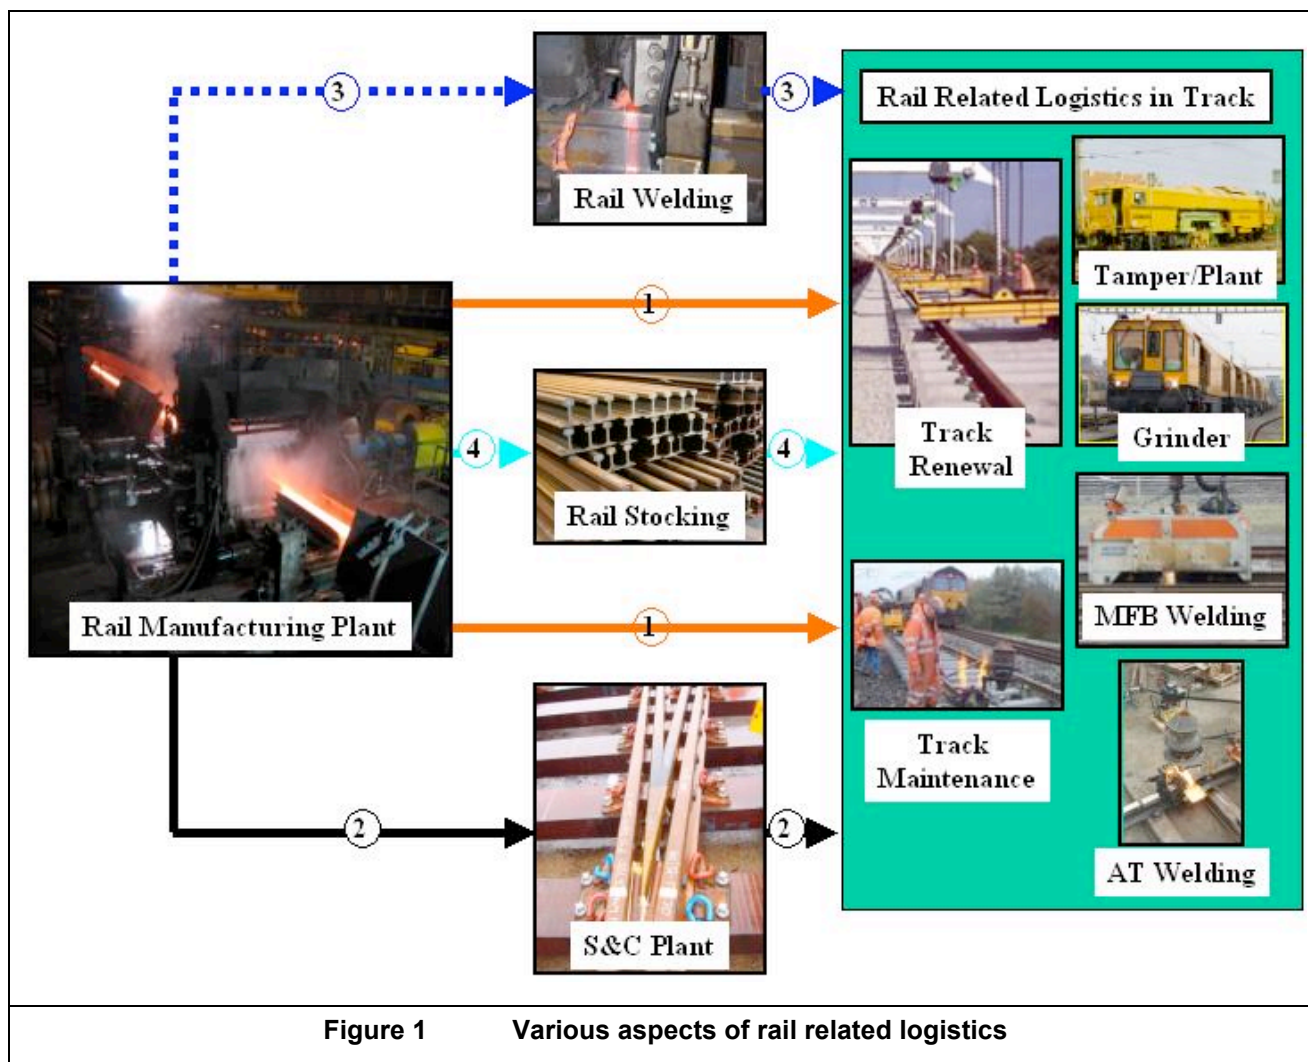 3
3
Rail Welding
Rail Related Logistics in Track
Tamper/Plant
1
Grinder
Track
Renewal
4
4
Rail Stocking
MFB Welding
Rail Manufacturing Plant
1
Track
Maintenance
2
2
AT Welding
S&C Plant
Figure 1 Various aspects of rail related logistics